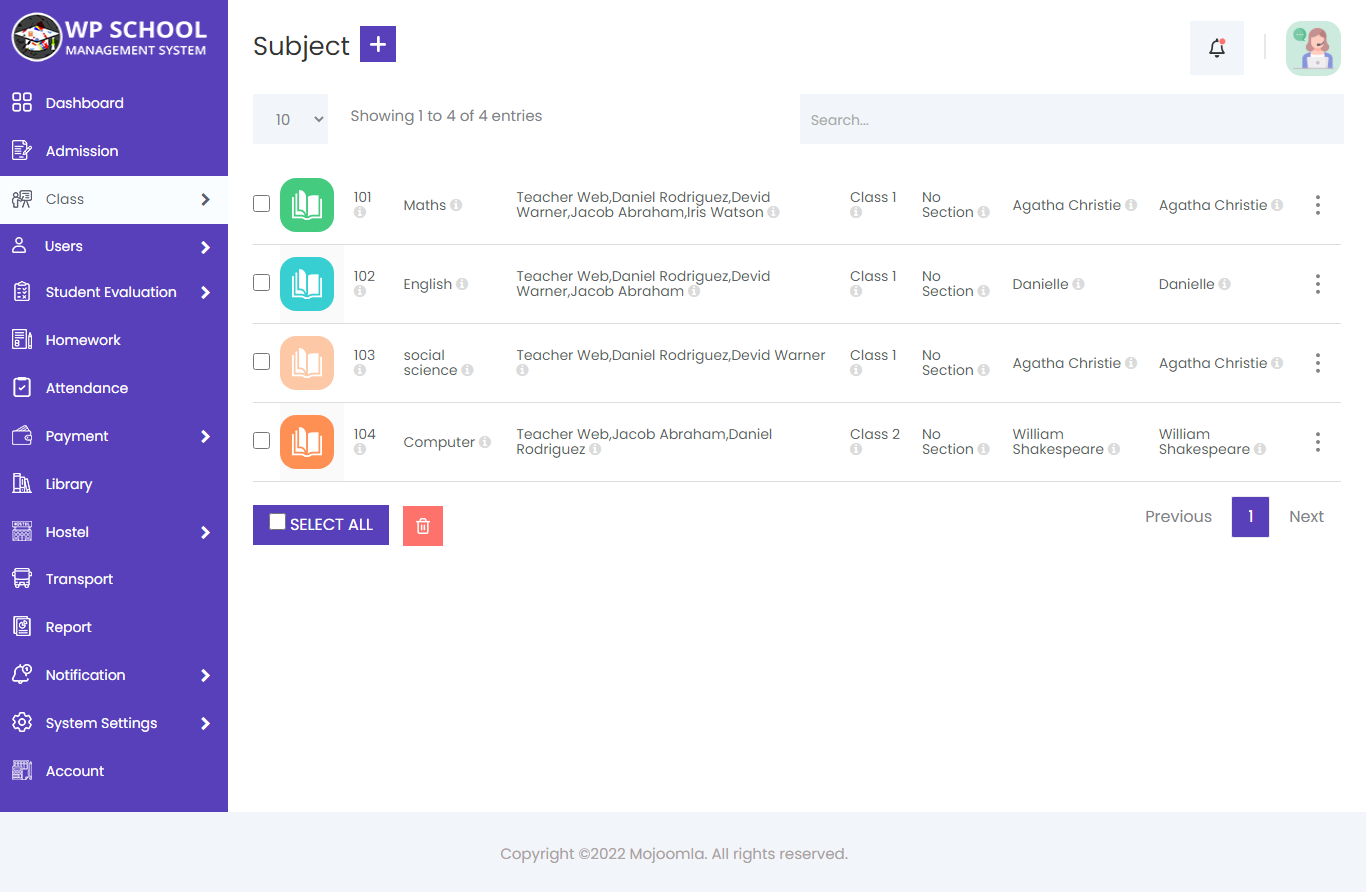 WP SCHOOL
MANAGEMENT SYSTEM
Dashboard
Admission
Class
Users
Student Evaluation
Homework
Attendance
Payment
Library
Hostel
Transport
Report
Notification
System Settings
Account
Subject +
10
Showing 1 to 4 of 4 entries
Search...
101
Maths
Teacher Web,Daniel Rodriguez,Devid
Warner,Jacob Abraham,Iris Watson
Class 1
No
Section
Agatha Christie
Agatha Christie
102
English
Teacher Web,Daniel Rodriguez,Devid
Warner,Jacob Abraham
Class 1
No
Section
Danielle
Danielle
103
social
science
Teacher Web,Daniel Rodriguez,Devid Warner
Class 1
No
Section
Agatha Christie
Agatha Christie
104
Computer
Teacher Web,Jacob Abraham,Daniel
Rodriguez
Class 2
No
Section
William
Shakespeare
William
Shakespeare
SELECT ALL
Previous
1
Next
Copyright ©2022 Mojoomla. All rights reserved.